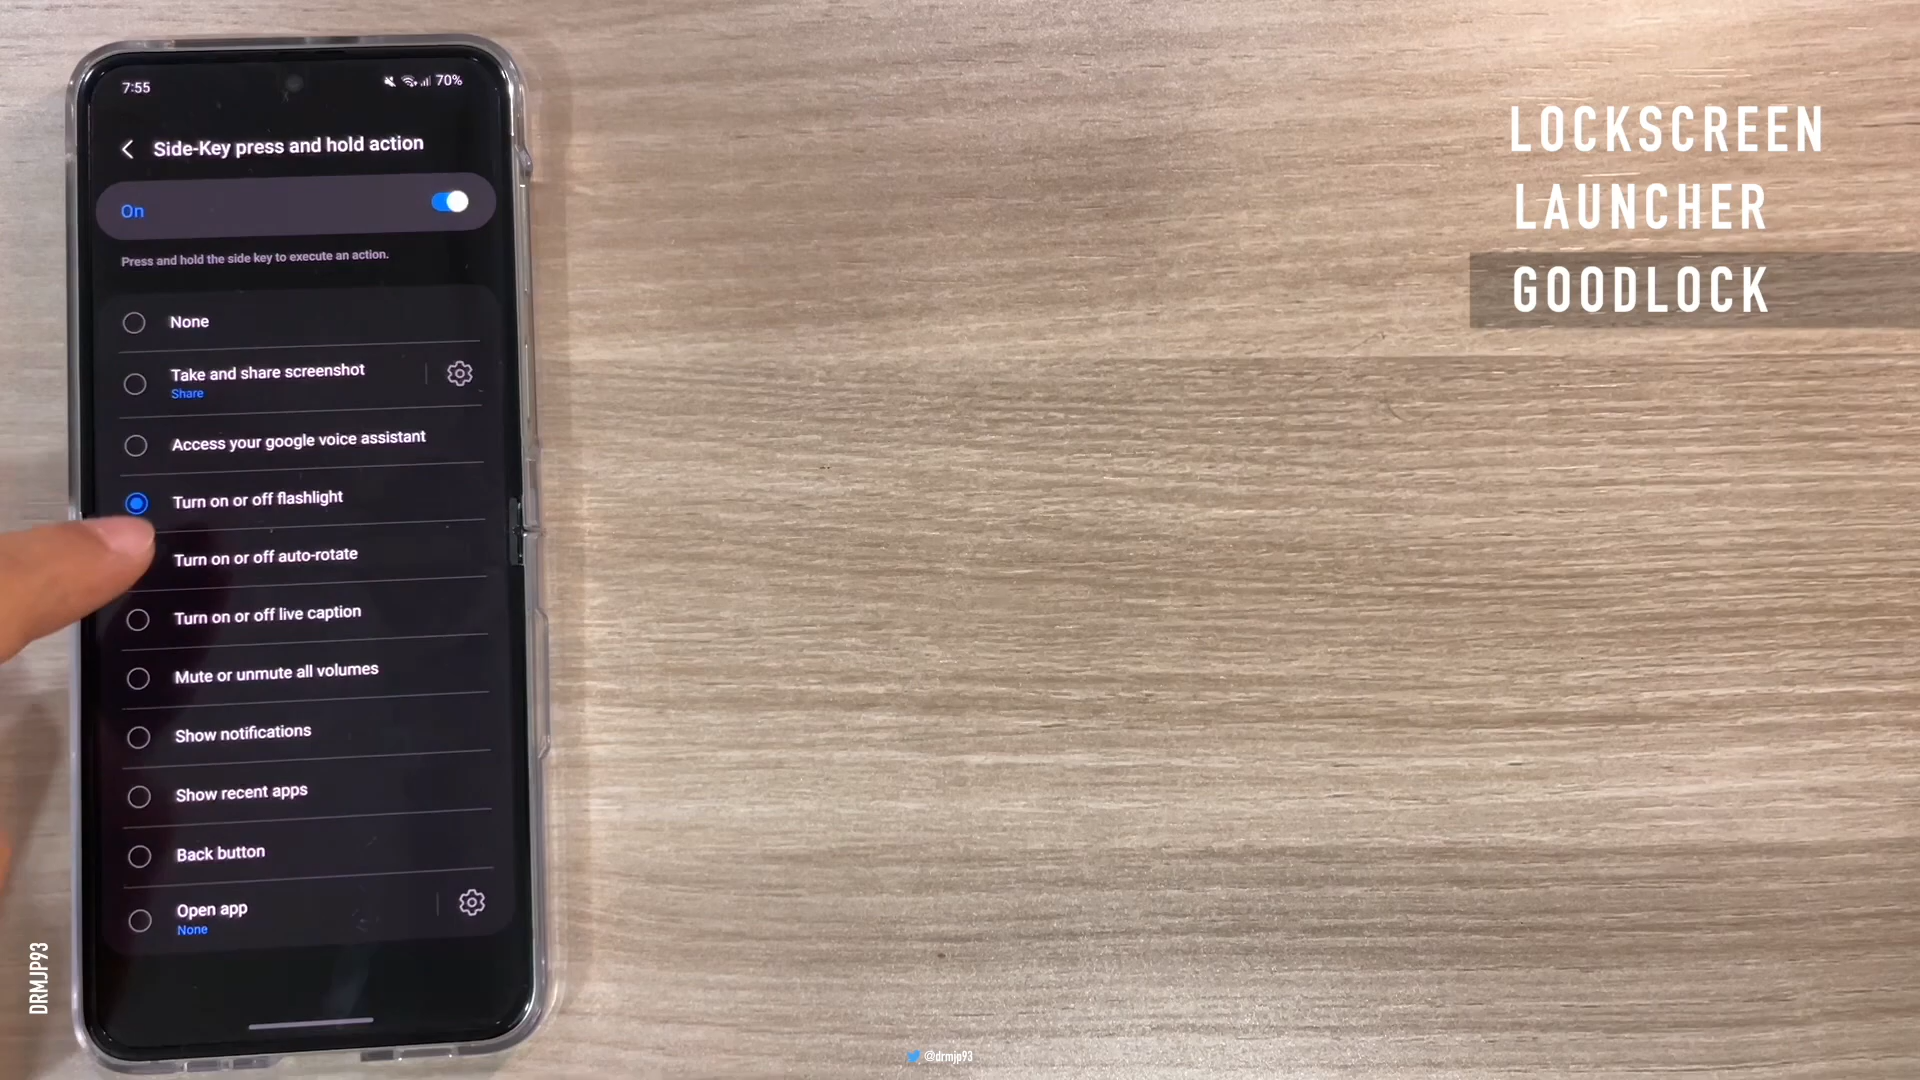 7:55
70%
Side-Key press and hold action
On
Press and hold the side key to execute an action.
None
Take and share screenshot
Share
Access your google voice assistant
Turn on or off flashlight
Turn on or off auto-rotate
Turn on or off live caption
Mute or unmute all volumes
Show notifications
Show recent apps
Back button
Open app
None
LOCKSCREEN
LAUNCHER
GOODLOCK
DRMJP93
@drmjp93